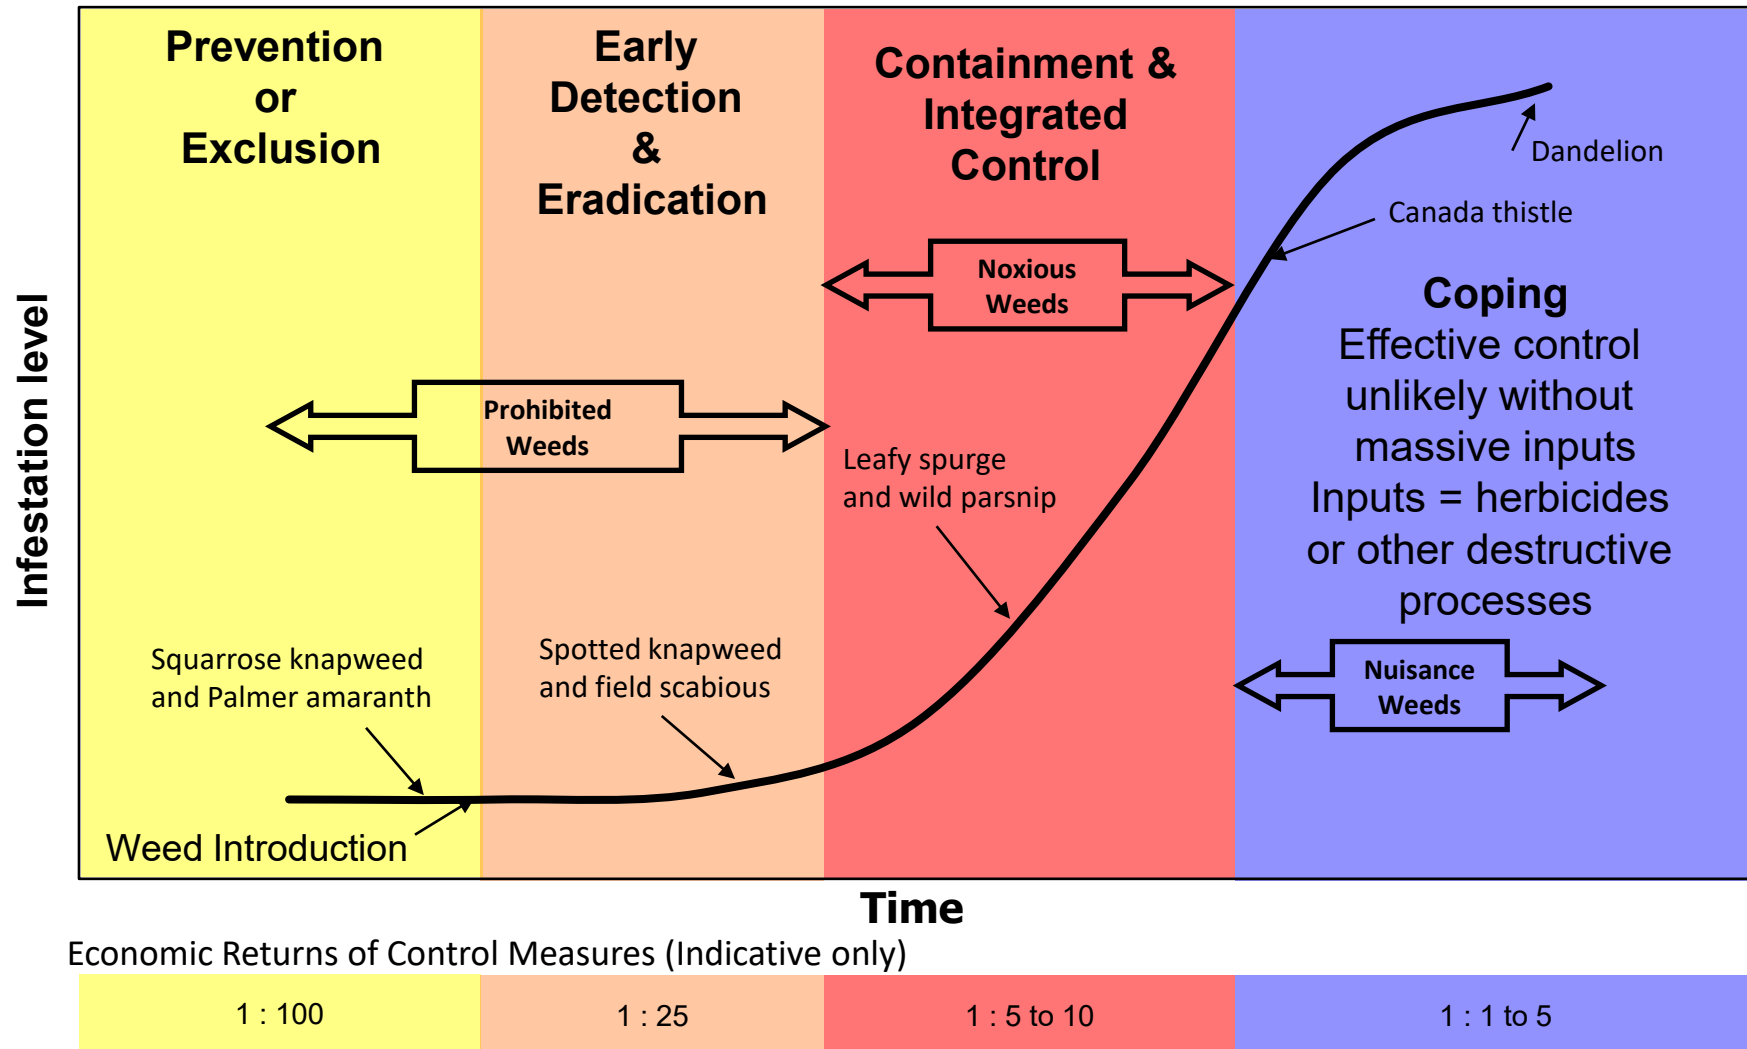 Prevention
or
Exclusion
Early
Detection
&
Eradication
Containment &
Integrated
Control
Dandelion
Canada thistle
Noxious
Weeds
Coping
Effective control
unlikely without
massive inputs
Inputs = herbicides
or other destructive
processes
Prohibited
Weeds
Leafy spurge
and wild parsnip
Infestation level
Squarrose knapweed
and Palmer amaranth
Spotted knapweed
and field scabious
Nuisance
Weeds
Weed Introduction
Time
Economic Returns of Control Measures (Indicative only)
1 : 100
1 : 25
1 : 5 to 10
1 : 1 to 5